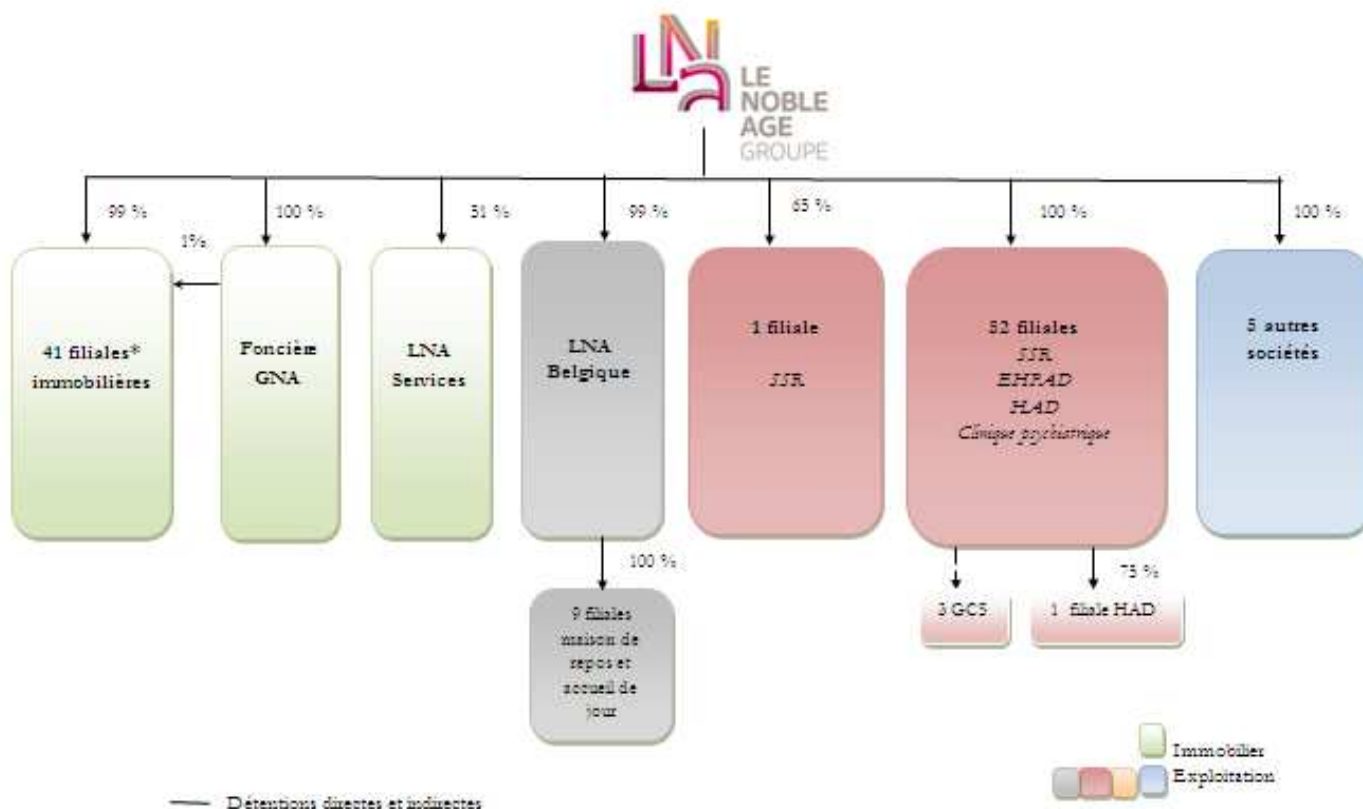 LNa
LE
NOBLE
AGE
GROUPE
99 %
100 %
51 %
99 %
65 %
100 %
100 %
1%
41 filiales*
immobilières
Foncière
GNA
LNA
Services
LNA
Belgique
1 filiale
SSR
52 filiales
SSR
EHPAD
HAD
Clinique psychiatrique
5 autres
sociétés
100 %
75 %
9 filiales
maison de
repos et
accueil de
jour
3 GCS
1 filiale HAD
Immobilier
Exploitation
Détentions directes et indirectes